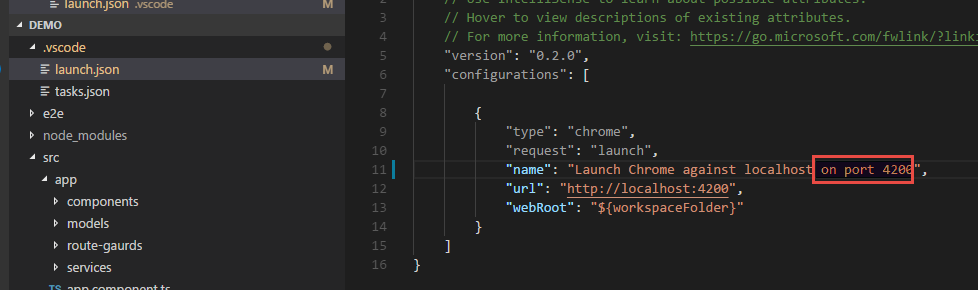 launch.json .vscode M
DEMO
.vscode
launch.json M
tasks.json
e2e
node_modules
src
app
components
models
route-gaurds
services
TS app.component.ts
2 // Use IntelliSense to learn about possible attributes.
3 // Hover to view descriptions of existing attributes.
4 // For more information, visit: https://go.microsoft.com/fwlink/?linki
5 "version": "0.2.0",
6 "configurations": [
7
8 {
9 "type": "chrome",
10 "request": "launch",
11 "name": "Launch Chrome against localhost on port 4200",
12 "url": "http://localhost:4200",
13 "webRoot": "${workspaceFolder}"
14 }
15 ]
16 }